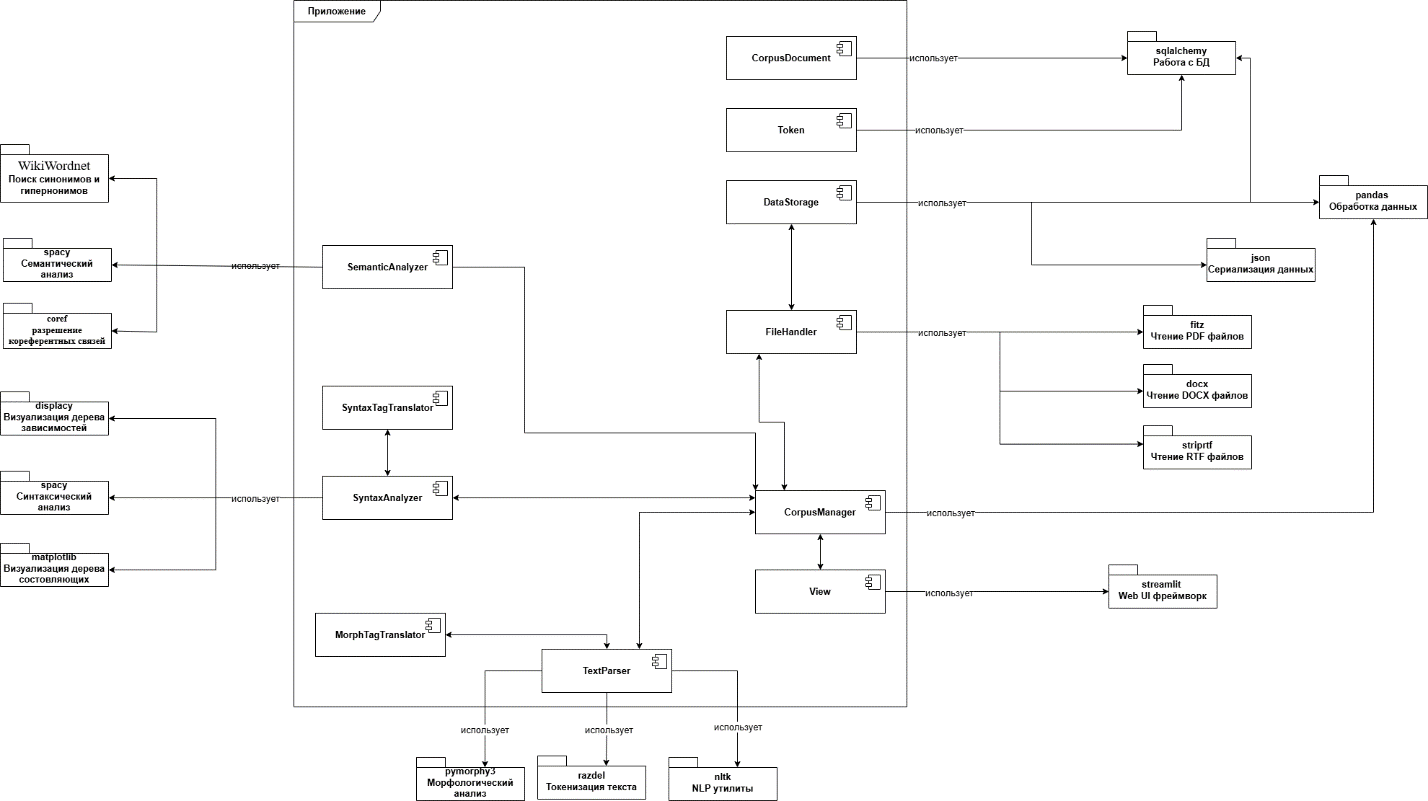 Приложение
CorpusDocument
использует
sqlalchemy
Работа с БД
Token
использует
WikiWordnet
Поиск синонимов и
гипернонимов
DataStorage
использует
pandas
Обработка данных
spacy
Семантический
анализ
использует
SemanticAnalyzer
json
Сериализация данных
coref
разрешение
кореферентных связей
FileHandler
использует
fitz
Чтение PDF файлов
docx
Чтение DOCX файлов
displacy
Визуализация дерева
зависимостей
SyntaxTagTranslator
striprtf
Чтение RTF файлов
spacy
Синтаксический
анализ
использует
SyntaxAnalyzer
CorpusManager
использует
matplotlib
Визуализация дерева
состовляющих
View
использует
streamlit
Web UI фреймворк
MorphTagTranslator
TextParser
использует
использует
использует
pymorphy3
Морфологический
анализ
razdel
Токенизация текста
nltk
NLP утилиты